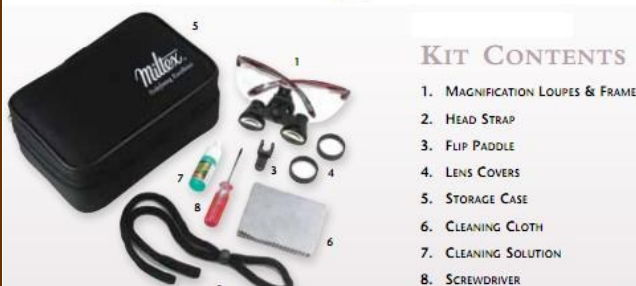 5
Miltex
1
7
8
3
4
6
KIT CONTENTS
1. MAGNIFICATION LOUPES & FRAME
2. HEAD STRAP
3. FLIP PADDLE
4. LENS COVERS
5. STORAGE CASE
6. CLEANING CLOTH
7. CLEANING SOLUTION
8. SCREWDRIVER